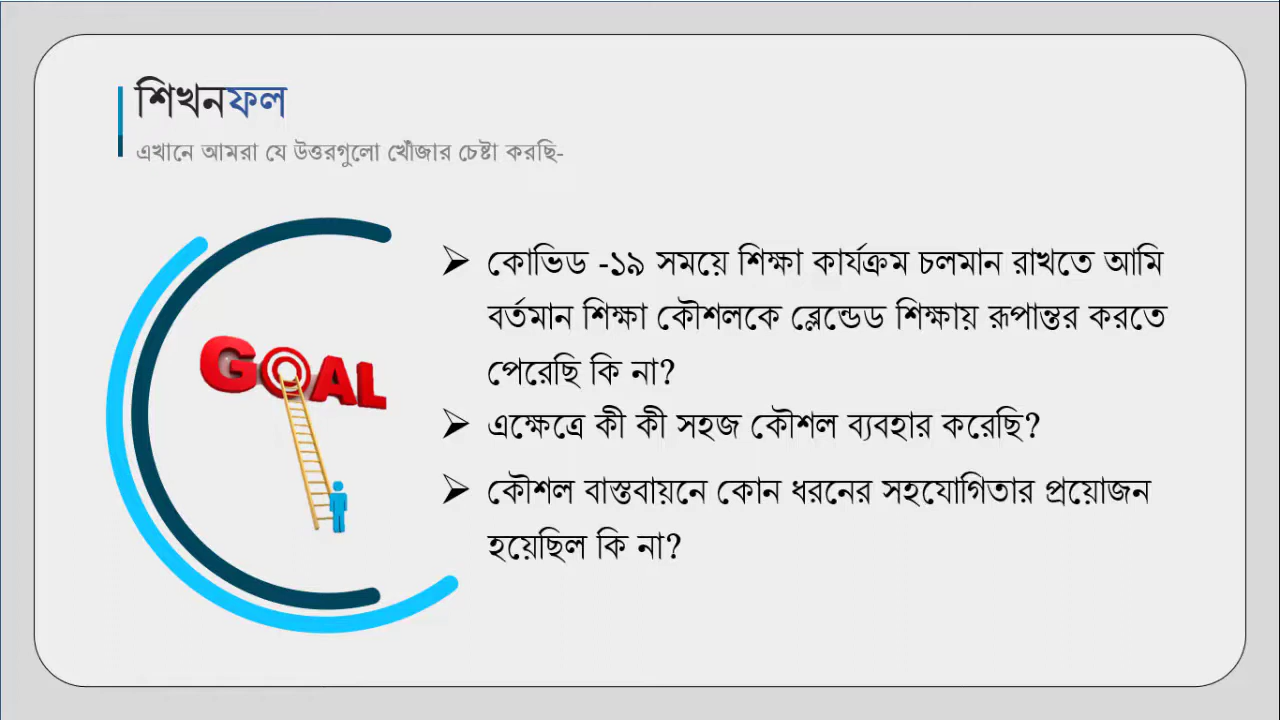 শিখনফল
এখানে আমরা যে উত্তরগুলো খোঁজার চেষ্টা করছি-
GOAL
➢ কোভিড -১৯ সময়ে শিক্ষা কার্যক্রম চলমান রাখতে আমি
বর্তমান শিক্ষা কৌশলকে ব্লেন্ডেড শিক্ষায় রূপান্তর করতে
পেরেছি কি না?
➢ এক্ষেত্রে কী কী সহজ কৌশল ব্যবহার করেছি?
➢ কৌশল বাস্তবায়নে কোন ধরনের সহযোগিতার প্রয়োজন
হয়েছিল কি না?